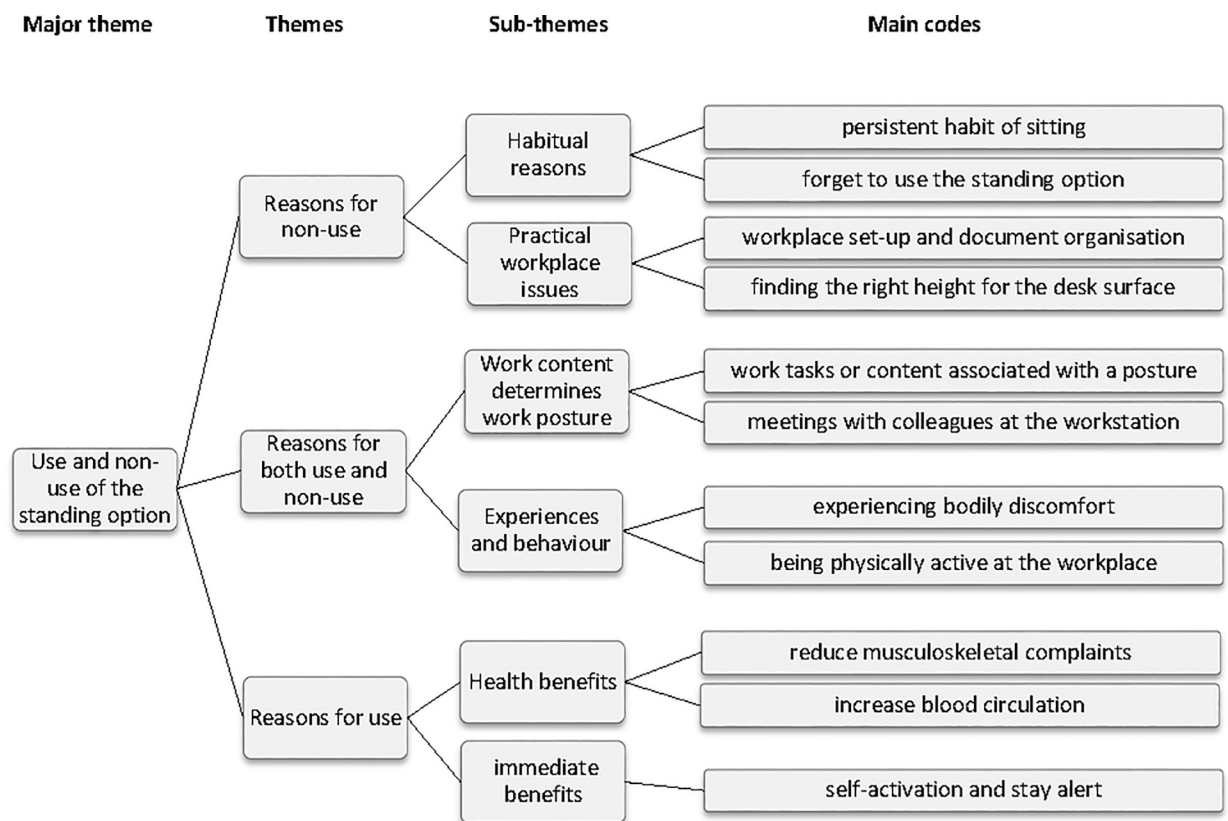 Major theme
Themes
Sub-themes
Main codes
Use and non-
use of the
standing option
Reasons for
non-use
Habitual
reasons
persistent habit of sitting
forget to use the standing option
Practical
workplace
issues
workplace set-up and document organisation
finding the right height for the desk surface
Reasons for
both use and
non-use
Work content
determines
work posture
work tasks or content associated with a posture
meetings with colleagues at the workstation
Experiences
and behaviour
experiencing bodily discomfort
being physically active at the workplace
Reasons for use
Health benefits
reduce musculoskeletal complaints
increase blood circulation
immediate
benefits
self-activation and stay alert